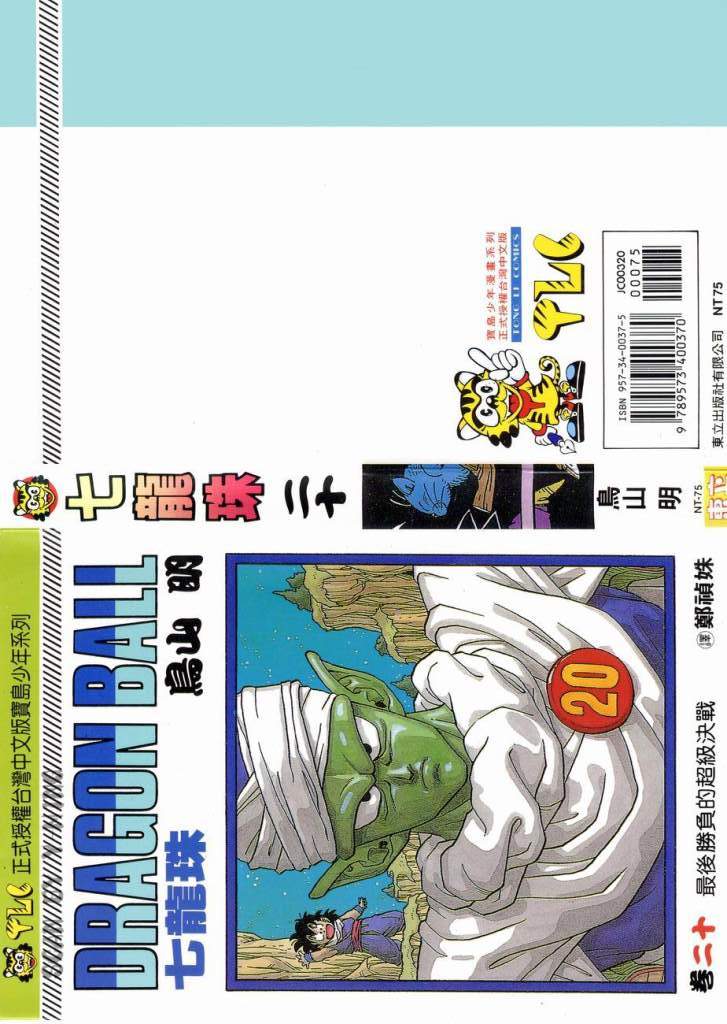 寶島少年漫畫系列
正式授權台灣中文版
TONG LI COMICS
TLC
JC00320
00075
ISBN 957-34-0037-5
9 789573 400370
東立出版社有限公司 NT 75
七龍珠 二十
鳥山 明
NT-75
東立
TLC 正式授權台灣中文版寶島少年系列
DRAGON BALL
七龍珠
鳥山 明
20
卷二十 最後勝負的超級決戰 譯 鄭禎姝